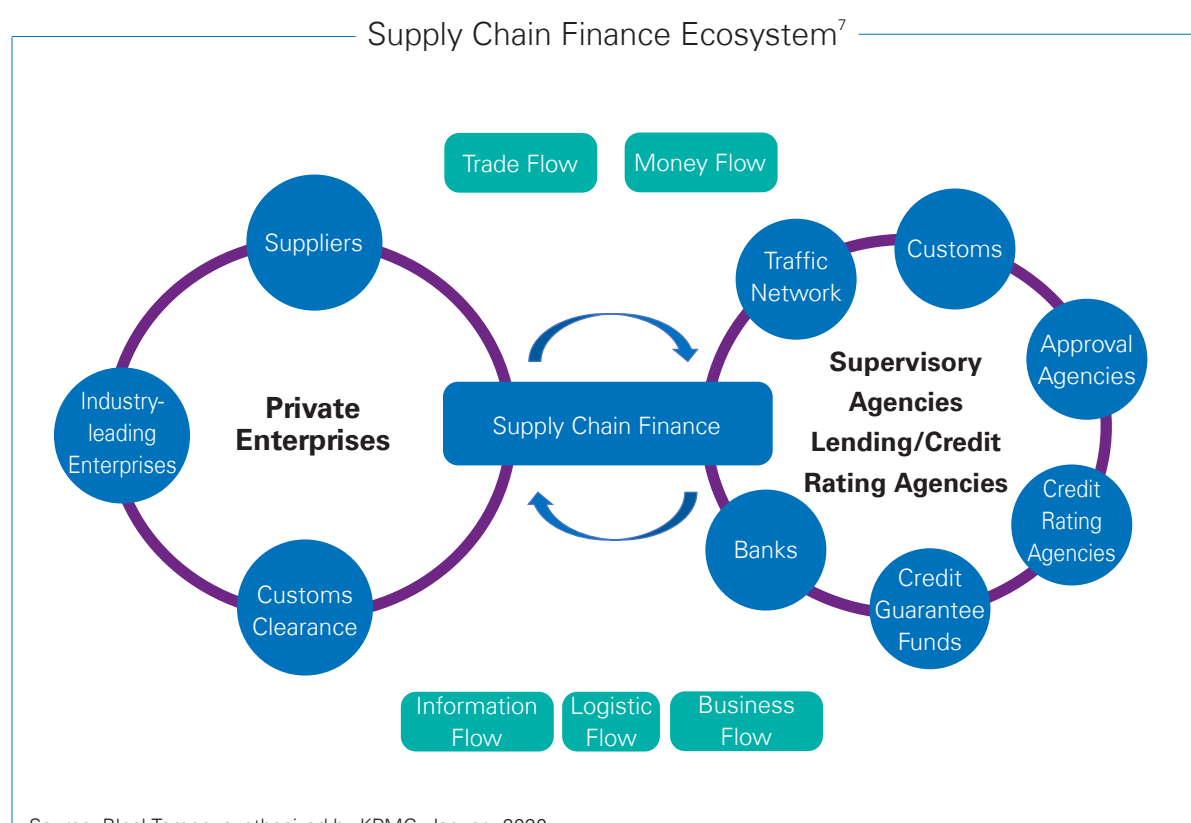 Supply Chain Finance Ecosystem7
Trade Flow
Money Flow
Suppliers
Industry-
leading
Enterprises
Private
Enterprises
Customs
Clearance
Supply Chain Finance
Traffic
Network
Customs
Approval
Agencies
Supervisory
Agencies
Lending/Credit
Rating Agencies
Credit
Rating
Agencies
Banks
Credit
Guarantee
Funds
Information
Flow
Logistic
Flow
Business
Flow